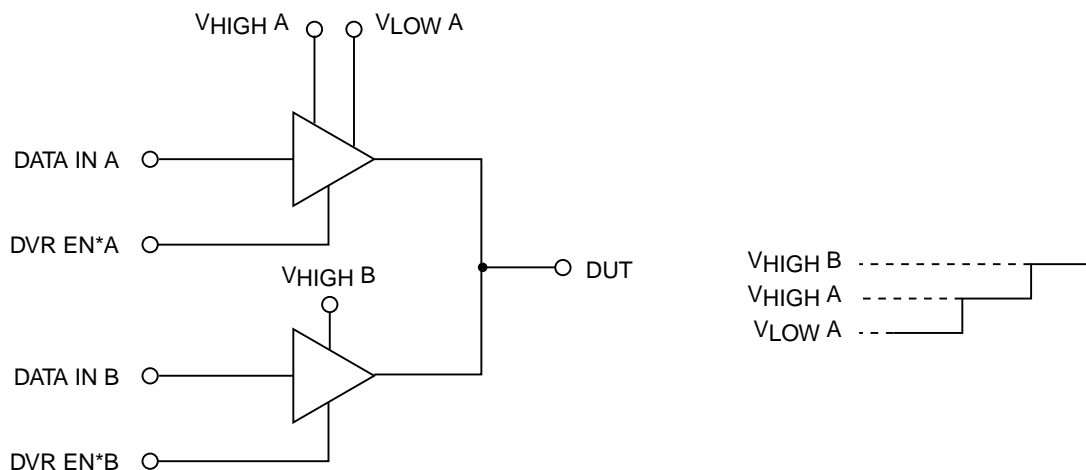 VHIGH A
VLOW A
DATA IN A
DVR EN*A
VHIGH B
DUT
DATA IN B
DVR EN*B
VHIGH B
VHIGH A
VLOW A